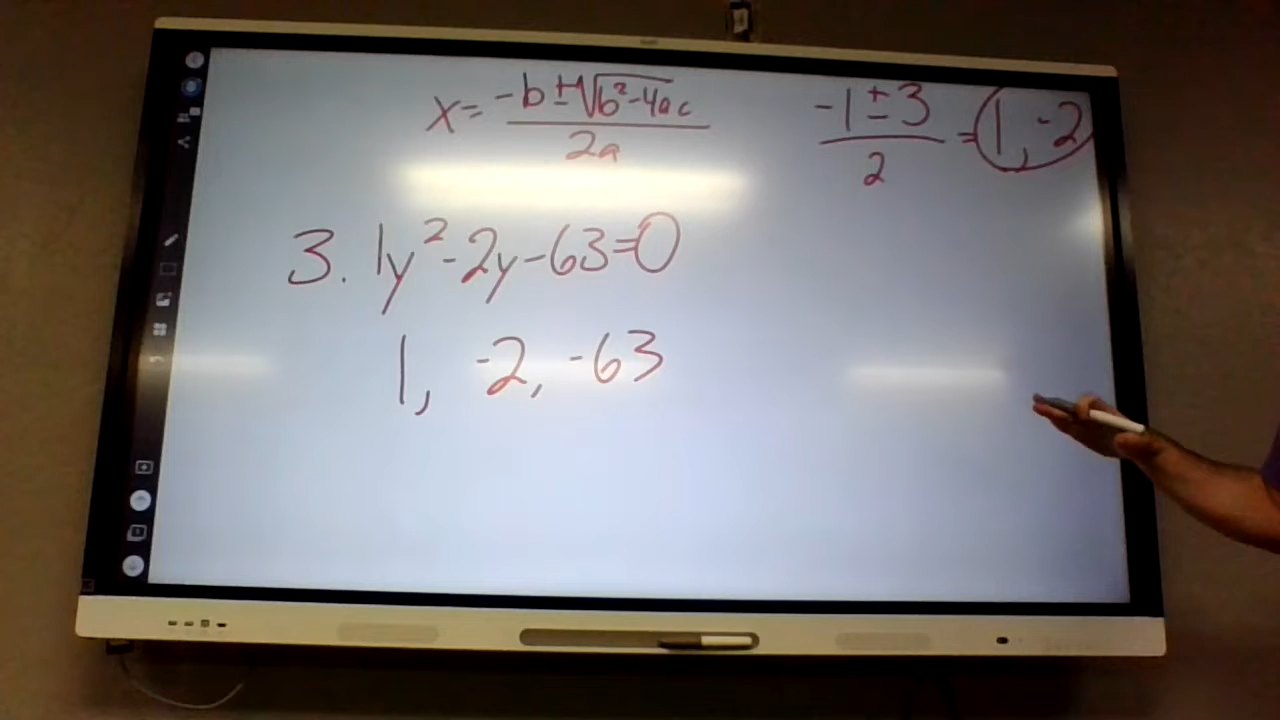 x = -b ± √b² - 4ac / 2a
-1 ± 3 / 2 = 1, -2
3. 1y² - 2y - 63 = 0
1, -2, -63